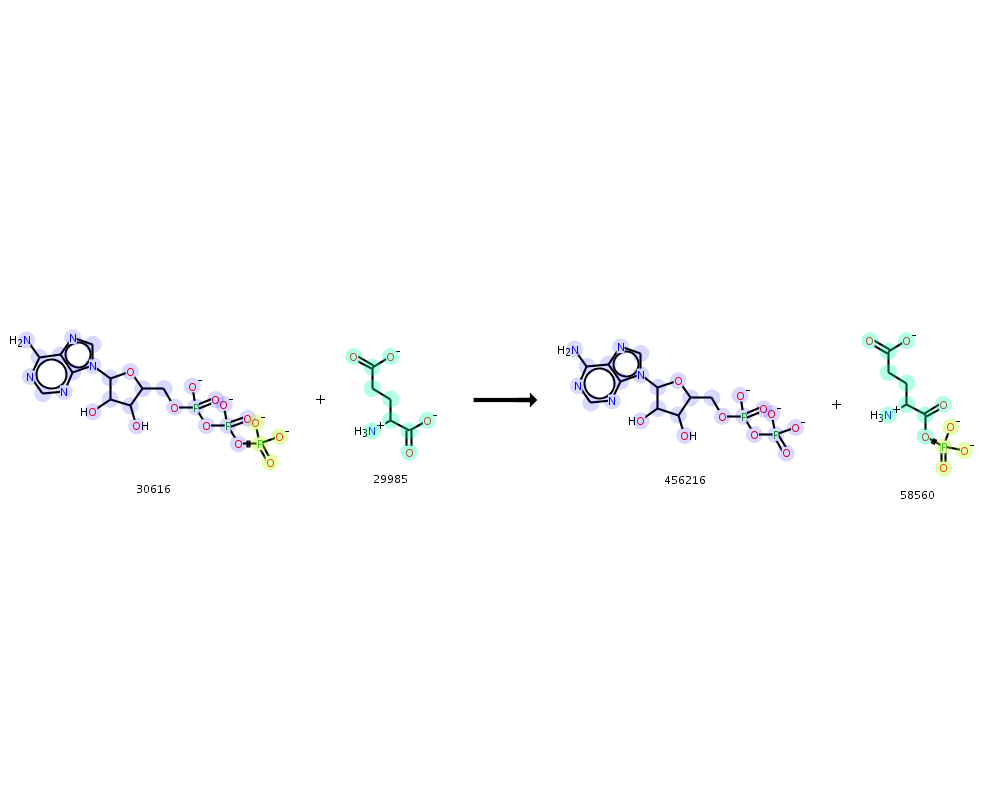 H₂N N N N N O HO OH O P O⁻ O O P O⁻ O O P O⁻ O⁻ O
+
O O⁻ H₃N⁺ O⁻ O
H₂N N N N N O HO OH O P O⁻ O O P O⁻ O⁻ O
+
O O⁻ H₃N⁺ O O P O⁻ O⁻ O
30616
29985
456216
58560